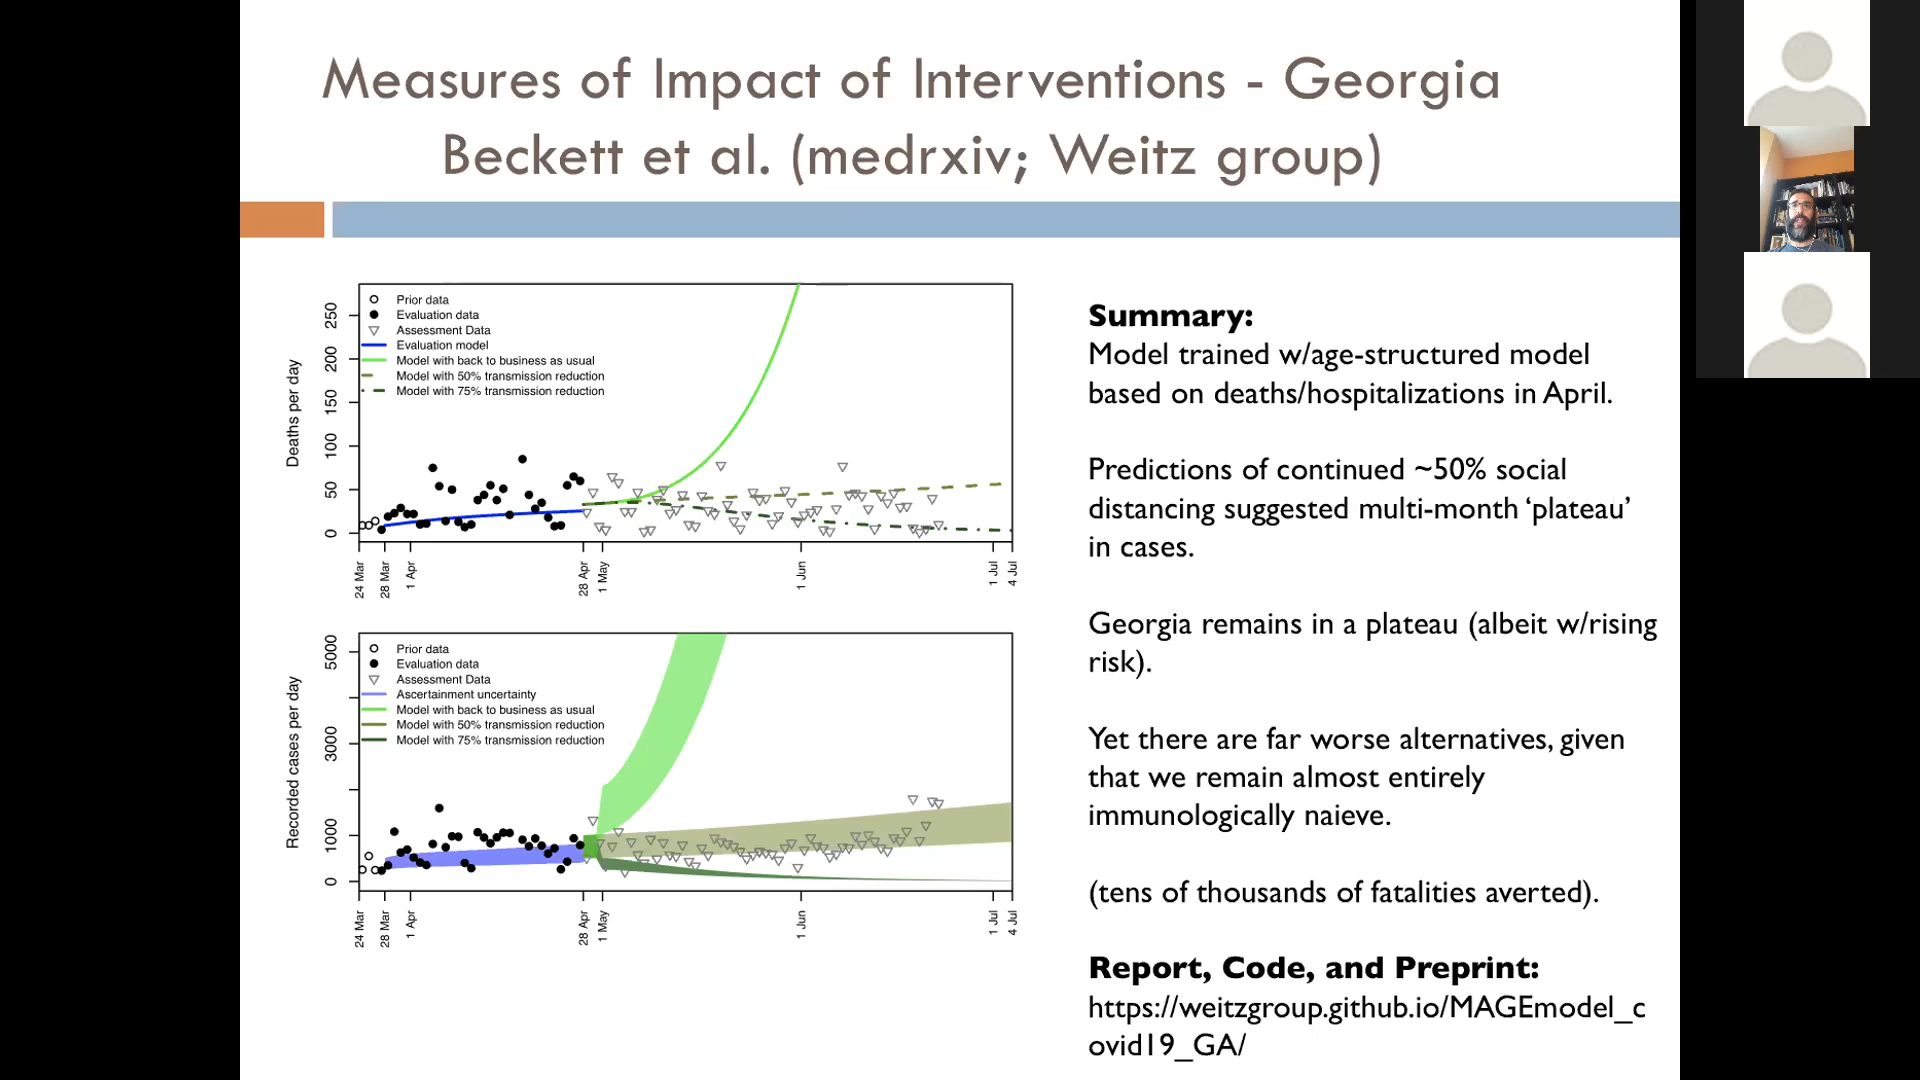 Measures of Impact of Interventions - Georgia
Beckett et al. (medrxiv; Weitz group)
Deaths per day
250
200
150
100
50
0
Prior data
Evaluation data
Assessment Data
Evaluation model
Model with back to business as usual
Model with 50% transmission reduction
Model with 75% transmission reduction
24 Mar
28 Mar
1 Apr
28 Apr
1 May
1 Jun
1 Jul
4 Jul
Recorded cases per day
5000
3000
1000
0
Prior data
Evaluation data
Assessment Data
Ascertainment uncertainty
Model with back to business as usual
Model with 50% transmission reduction
Model with 75% transmission reduction
24 Mar
28 Mar
1 Apr
28 Apr
1 May
1 Jun
1 Jul
4 Jul
Summary:
Model trained w/age-structured model
based on deaths/hospitalizations in April.
Predictions of continued ~50% social
distancing suggested multi-month ‘plateau’
in cases.
Georgia remains in a plateau (albeit w/rising
risk).
Yet there are far worse alternatives, given
that we remain almost entirely
immunologically naieve.
(tens of thousands of fatalities averted).
Report, Code, and Preprint:
https://weitzgroup.github.io/MAGEmodel_c
ovid19_GA/